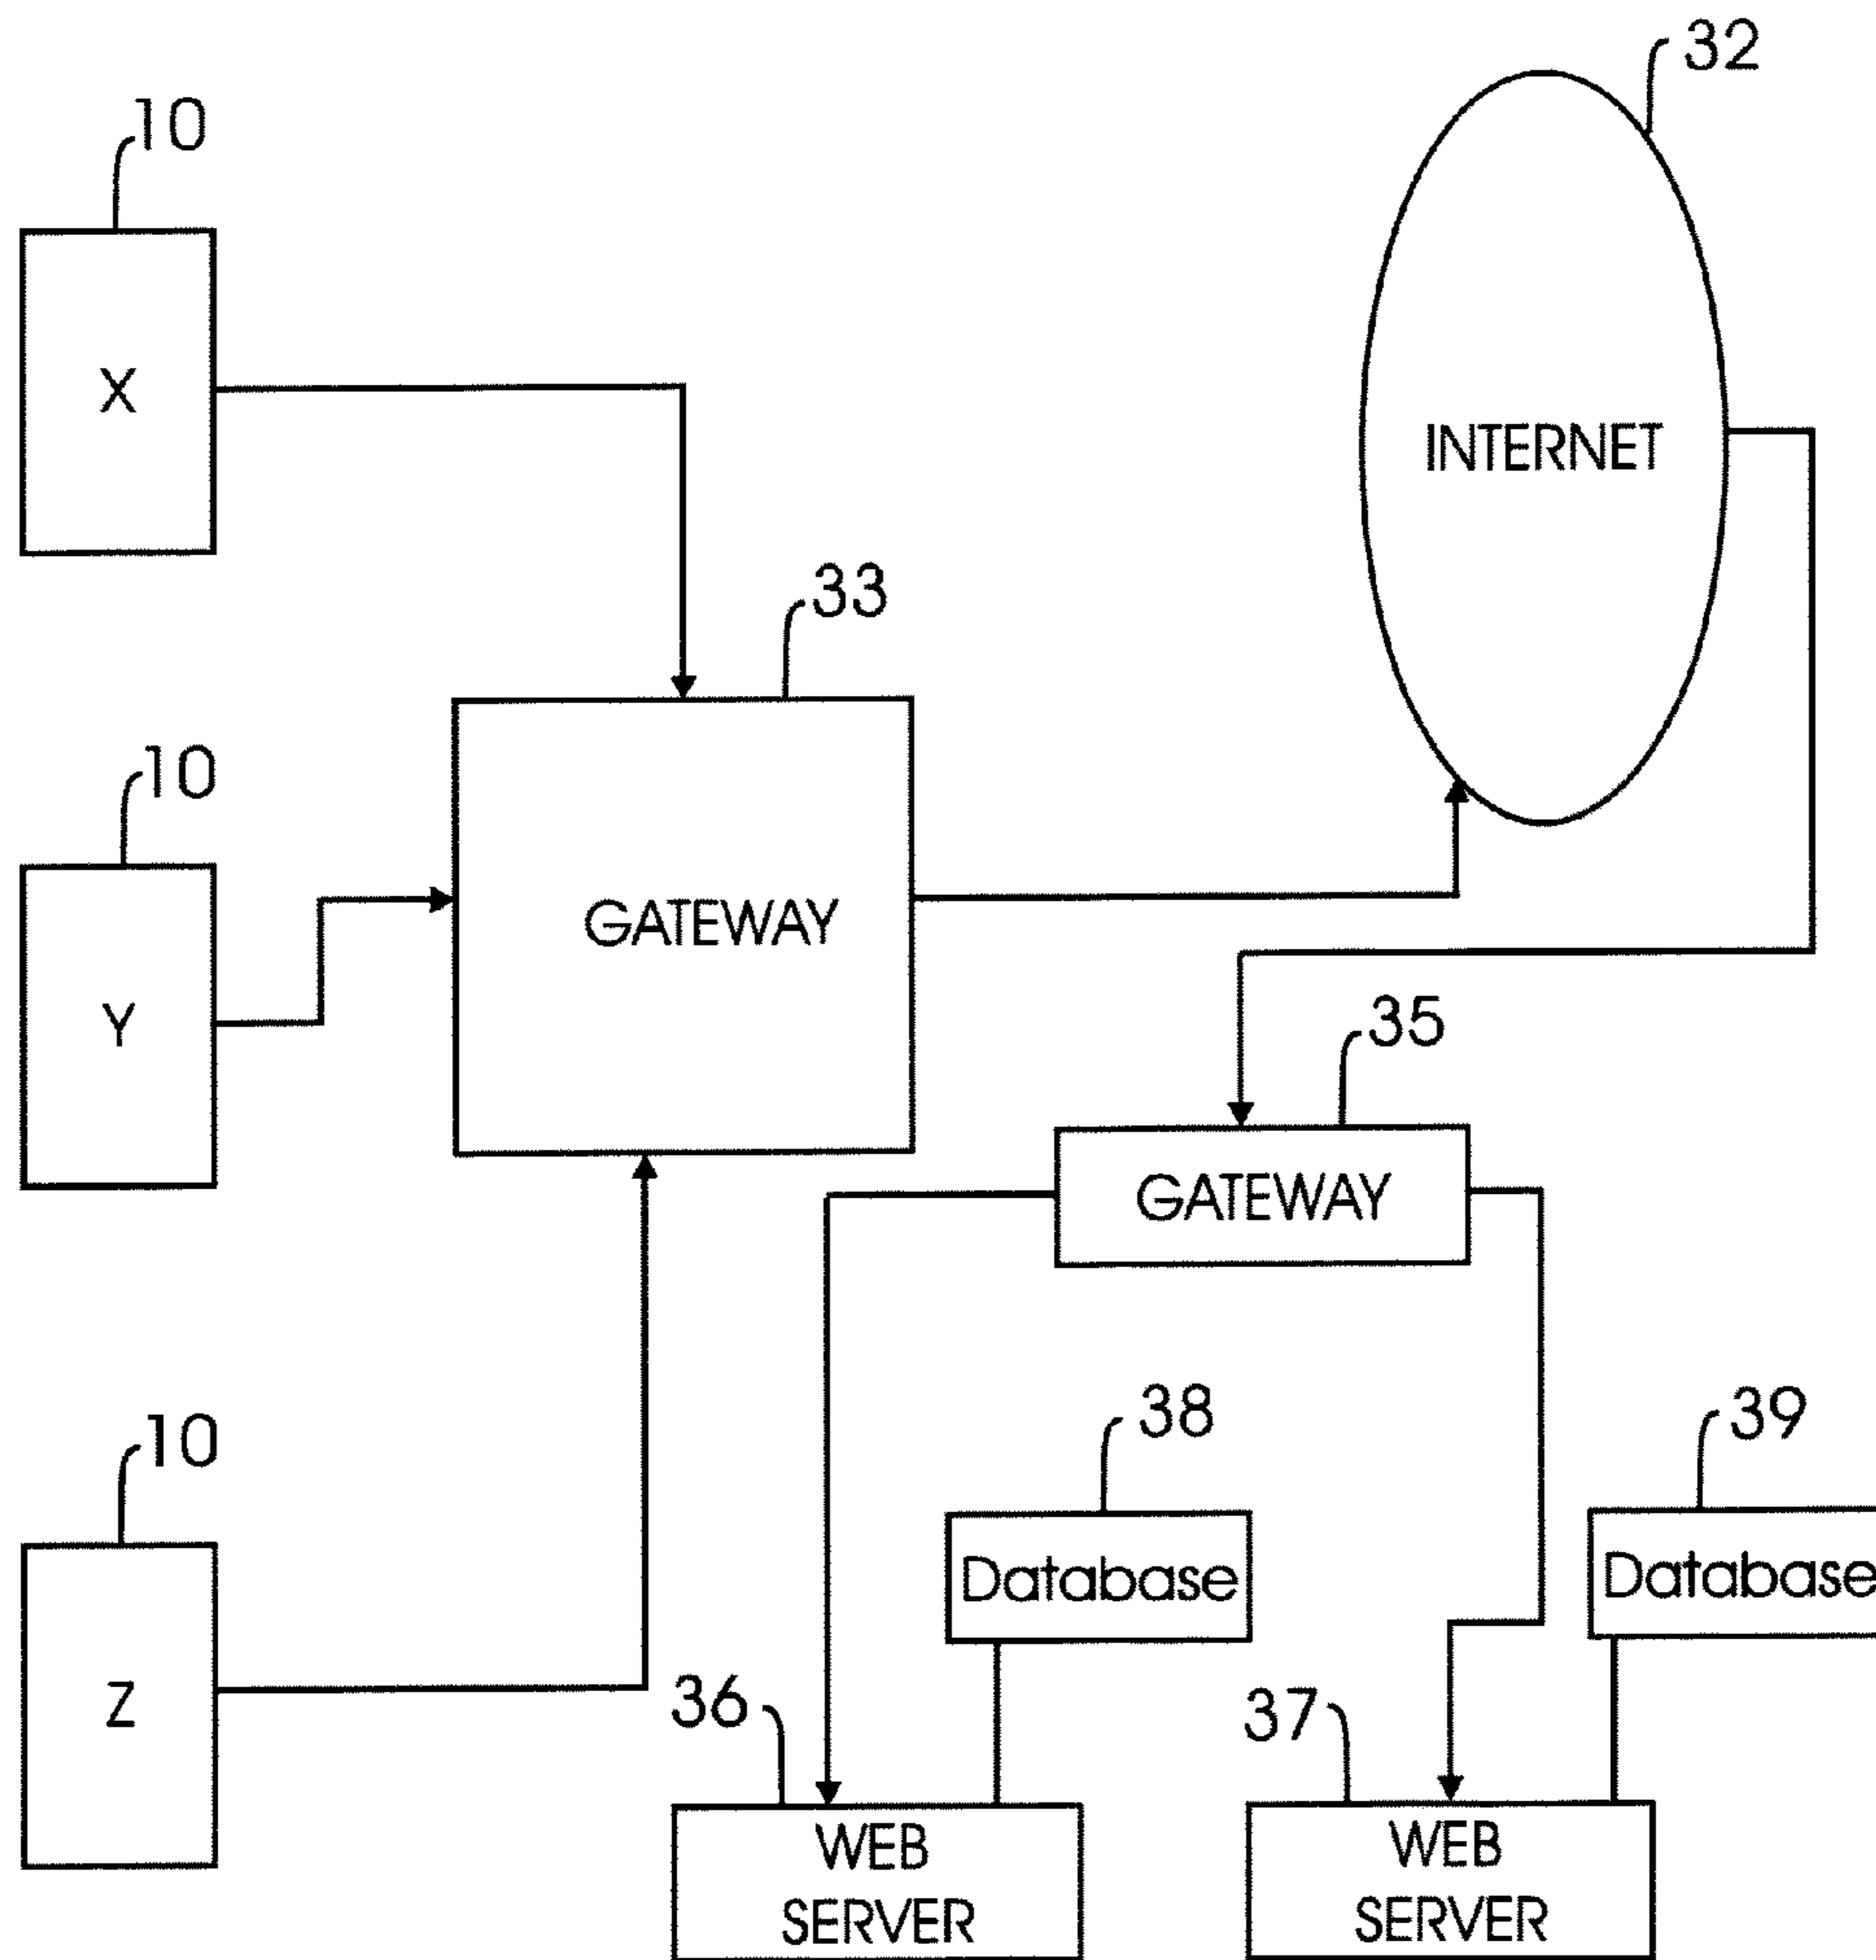 32
10
X
INTERNET
33
10
GATEWAY
Y
35
GATEWAY
10
38
39
Database
Database
Z
36
37
WEB
SERVER
WEB
SERVER